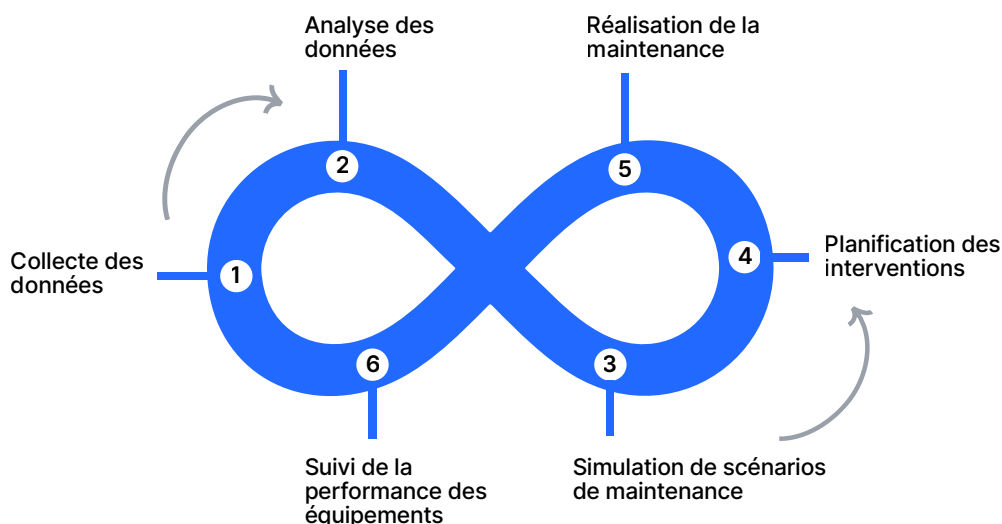 Analyse des
données
Réalisation de la
maintenance
2
5
Collecte des
données
1
4
Planification des
interventions
6
3
Suivi de la
performance des
équipements
Simulation de scénarios
de maintenance